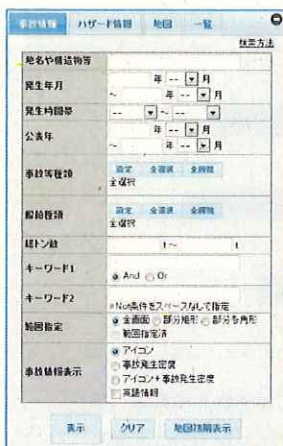 事故情報 ハザード情報 地図 一覧
検索方法
地名や構造物等
発生年月 年 -- 月
～ 年 -- 月
発生時間帯 -- ～ --
公表年 年 -- 月
～ 年 -- 月
事故等種類 設定 全選択 全解除
全選択
船舶種類 設定 全選択 全解除
全選択
総トン数 t～ t
キーワード1
And Or
キーワード2
※Not条件をスペースなしで指定
範囲指定 全画面 部分矩形 部分多角形
範囲指定済
事故情報表示 アイコン
事故発生密度
アイコン+事故発生密度
英語情報
表示 クリア 地図初期表示